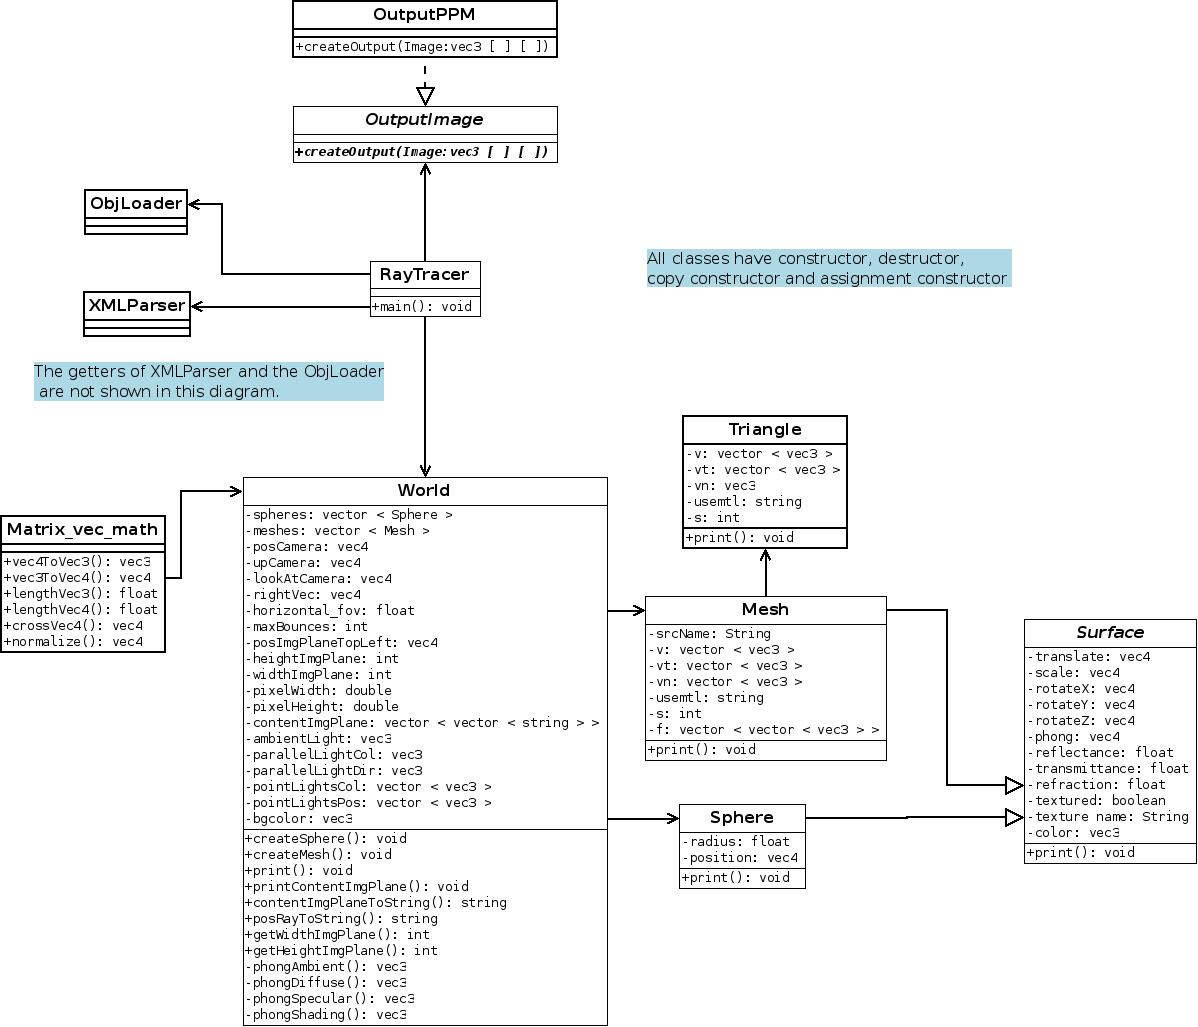 OutputPPM
+createOutput(Image:vec3 [ ] [ ])
OutputImage
+createOutput(Image:vec3 [ ] [ ])
ObjLoader
RayTracer
+main(): void
XMLParser
All classes have constructor, destructor,
copy constructor and assignment constructor
The getters of XMLParser and the ObjLoader
are not shown in this diagram.
Matrix_vec_math
+vec4ToVec3(): vec3
+vec3ToVec4(): vec4
+lengthVec3(): float
+lengthVec4(): float
+crossVec4(): vec4
+normalize(): vec4
World
-spheres: vector < Sphere >
-meshes: vector < Mesh >
-posCamera: vec4
-upCamera: vec4
-lookAtCamera: vec4
-rightVec: vec4
-horizontal_fov: float
-maxBounces: int
-posImgPlaneTopLeft: vec4
-heightImgPlane: int
-widthImgPlane: int
-pixelWidth: double
-pixelHeight: double
-contentImgPlane: vector < vector < string > >
-ambientLight: vec3
-parallelLightCol: vec3
-parallelLightDir: vec3
-pointLightsCol: vector < vec3 >
-pointLightsPos: vector < vec3 >
-bgcolor: vec3
+createSphere(): void
+createMesh(): void
+print(): void
+printContentImgPlane(): void
+contentImgPlaneToString(): string
+posRayToString(): string
+getWidthImgPlane(): int
+getHeightImgPlane(): int
-phongAmbient(): vec3
-phongDiffuse(): vec3
-phongSpecular(): vec3
-phongShading(): vec3
Triangle
-v: vector < vec3 >
-vt: vector < vec3 >
-vn: vec3
-usemtl: string
-s: int
+print(): void
Mesh
-srcName: String
-v: vector < vec3 >
-vt: vector < vec3 >
-vn: vector < vec3 >
-usemtl: string
-s: int
-f: vector < vector < vec3 > >
+print(): void
Sphere
-radius: float
-position: vec4
+print(): void
Surface
-translate: vec4
-scale: vec4
-rotateX: vec4
-rotateY: vec4
-rotateZ: vec4
-phong: vec4
-reflectance: float
-transmittance: float
-refraction: float
-textured: boolean
-texture name: String
-color: vec3
+print(): void